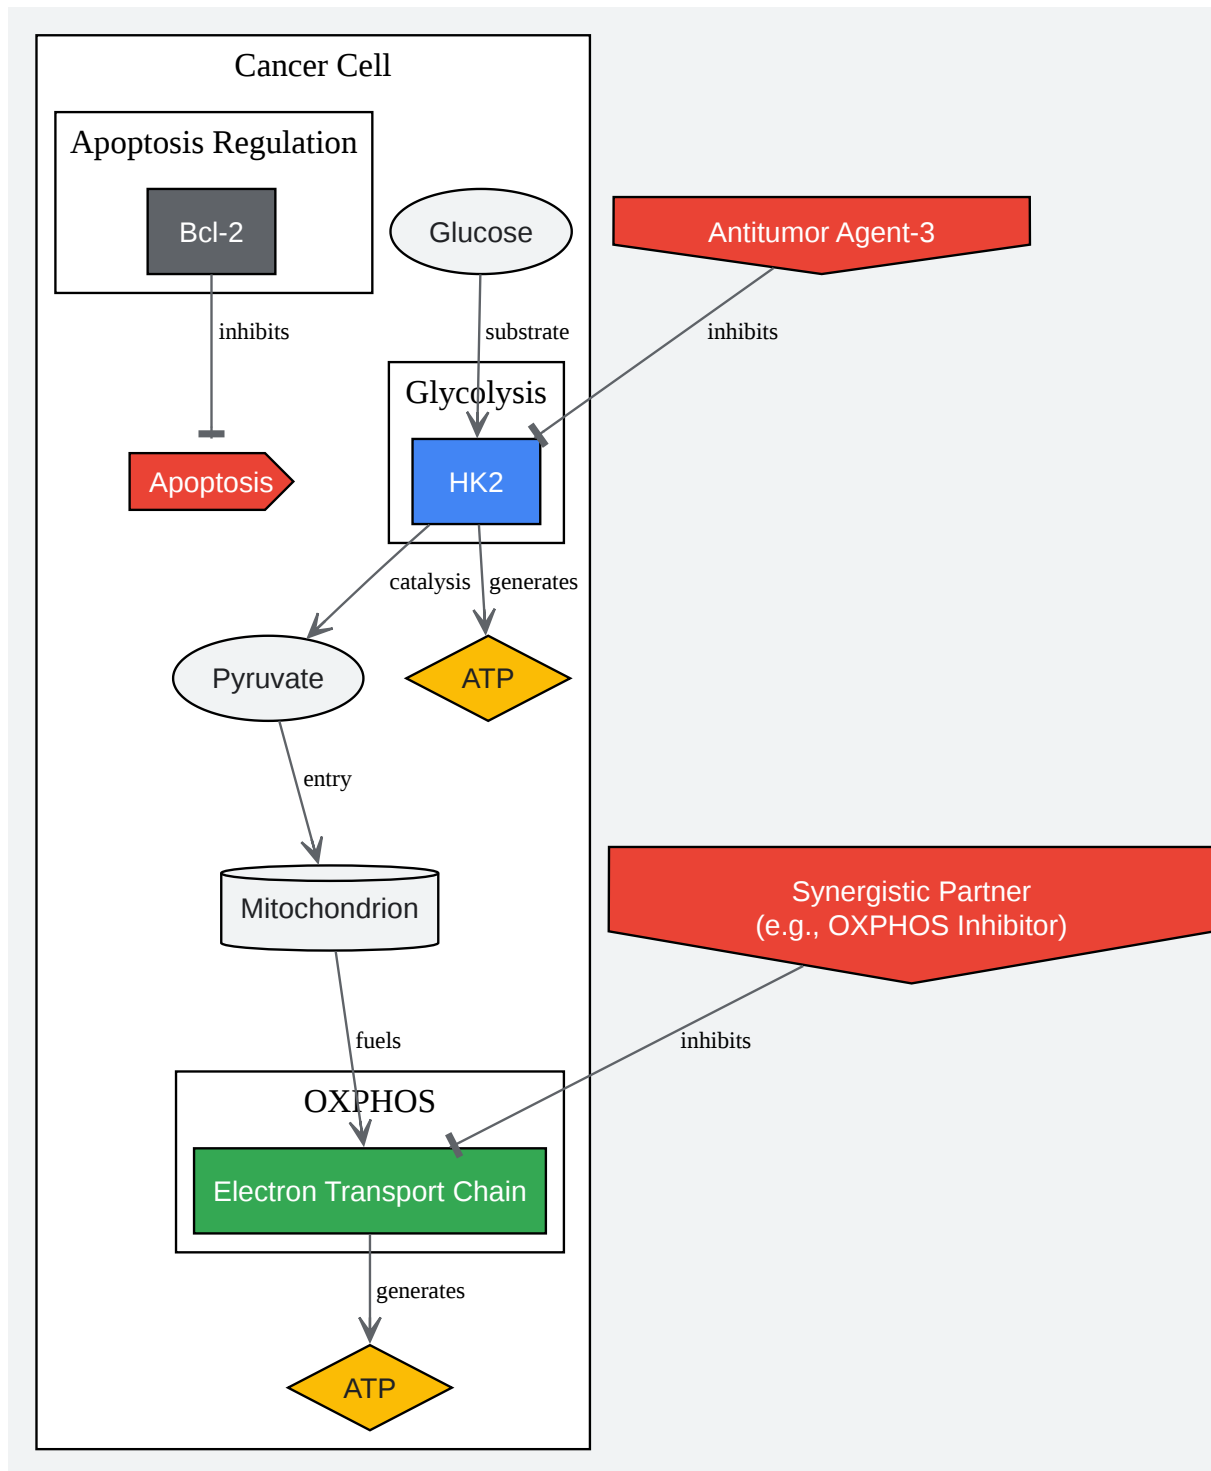 Cancer Cell
Apoptosis Regulation
Bcl-2
Glucose
Antitumor Agent-3
inhibits
substrate
inhibits
Glycolysis
Apoptosis
HK2
catalysis
generates
Pyruvate
ATP
entry
Mitochondrion
Synergistic Partner
(e.g., OXPHOS Inhibitor)
fuels
inhibits
OXPHOS
Electron Transport Chain
generates
ATP